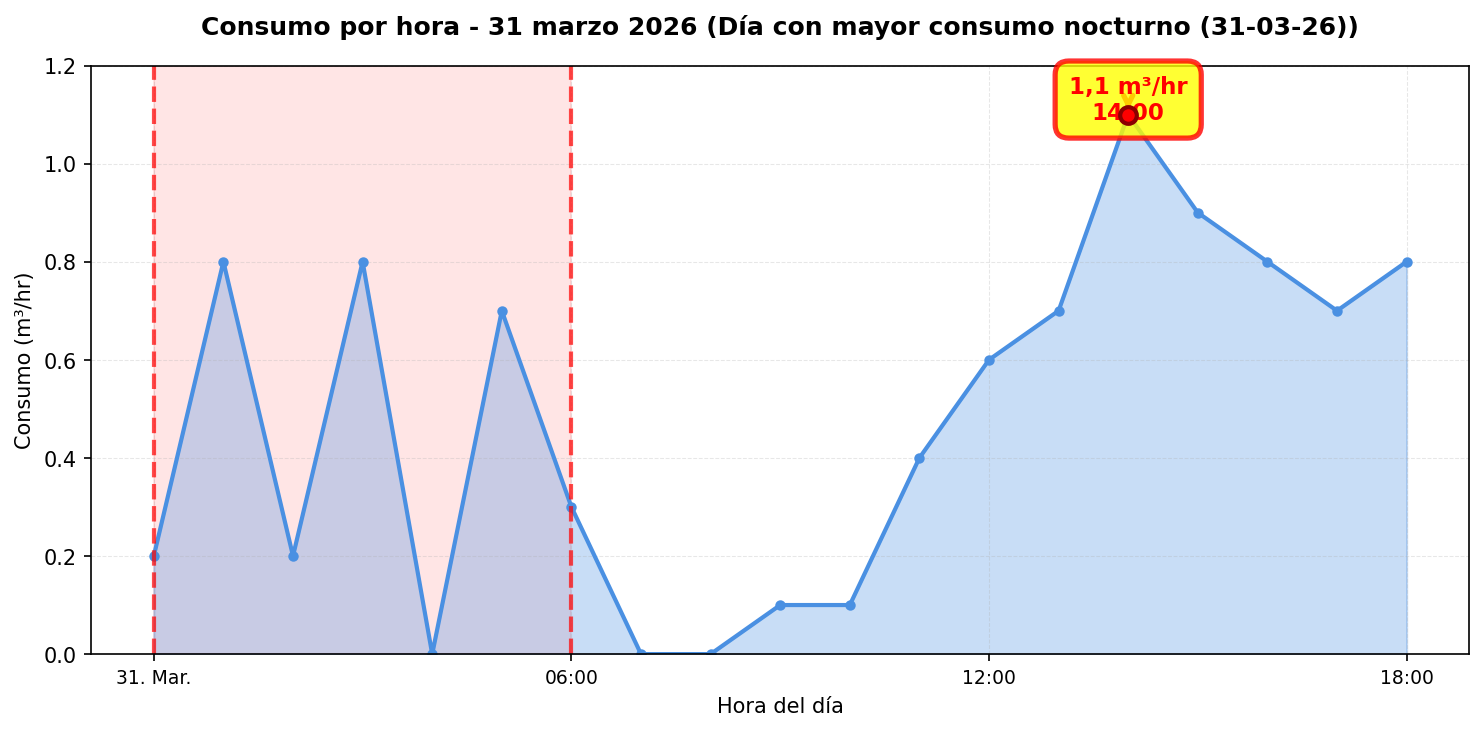 Consumo por hora - 31 marzo 2026 (Día con mayor consumo nocturno (31-03-26))
1,1 m³/hr
14:00
Consumo (m³/hr)
1.2
1.0
0.8
0.6
0.4
0.2
0.0
31. Mar.
06:00
12:00
18:00
Hora del día